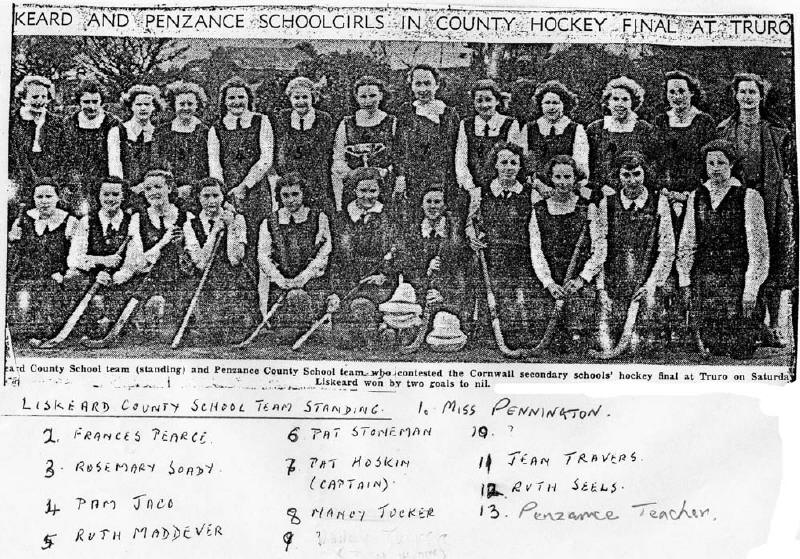 KEARD AND PENZANCE SCHOOLGIRLS IN COUNTY HOCKEY FINAL AT TRURO
eard County School team (standing) and Penzance County School team who contested the Cornwall secondary schools' hockey final at Truro on Saturda
Liskeard won by two goals to nil.
LISKEARD COUNTY SCHOOL TEAM STANDING. 1. MISS PENNINGTON.
2. FRANCES PEARCE.
3. ROSEMARY SOADY.
4 PAM JACO
5 RUTH MADDEVER
6 PAT STONEMAN
7 PAT HOSKIN
(CAPTAIN).
8 NANCY TUCKER
9 ?
10. ?
11 JEAN TRAVERS.
12 RUTH SEELS.
13. Penzance Teacher.